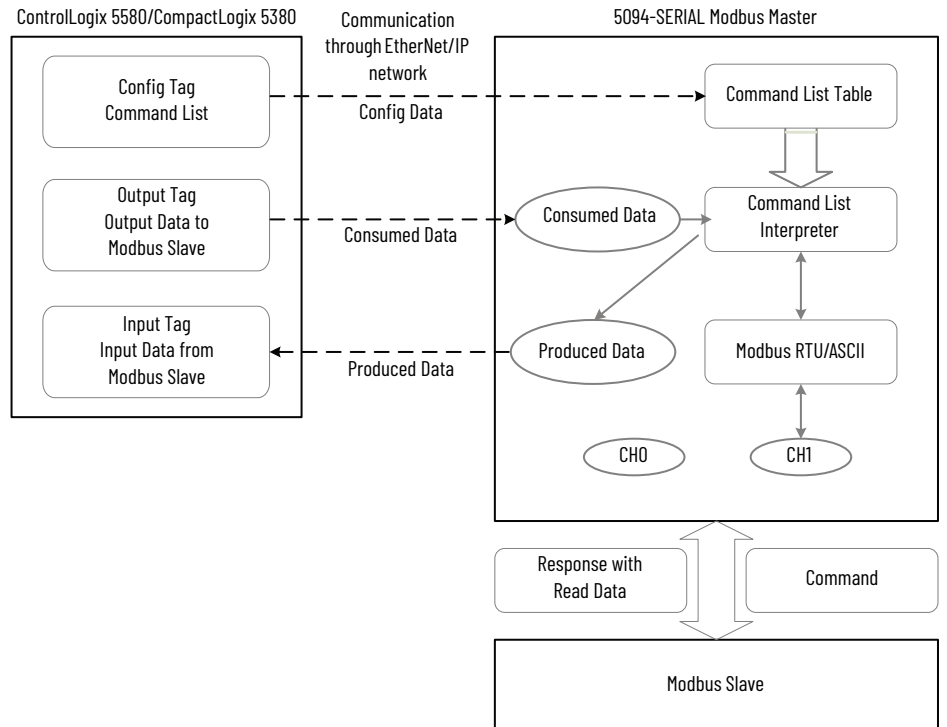 ControlLogix 5580/CompactLogix 5380
Communication
through EtherNet/IP
network
5094-SERIAL Modbus Master
Config Tag
Command List
Config Data
Command List Table
Output Tag
Output Data to
Modbus Slave
Consumed Data
Consumed Data
Command List
Interpreter
Input Tag
Input Data from
Modbus Slave
Produced Data
Produced Data
Modbus RTU/ASCII
CH0
CH1
Response with
Read Data
Command
Modbus Slave